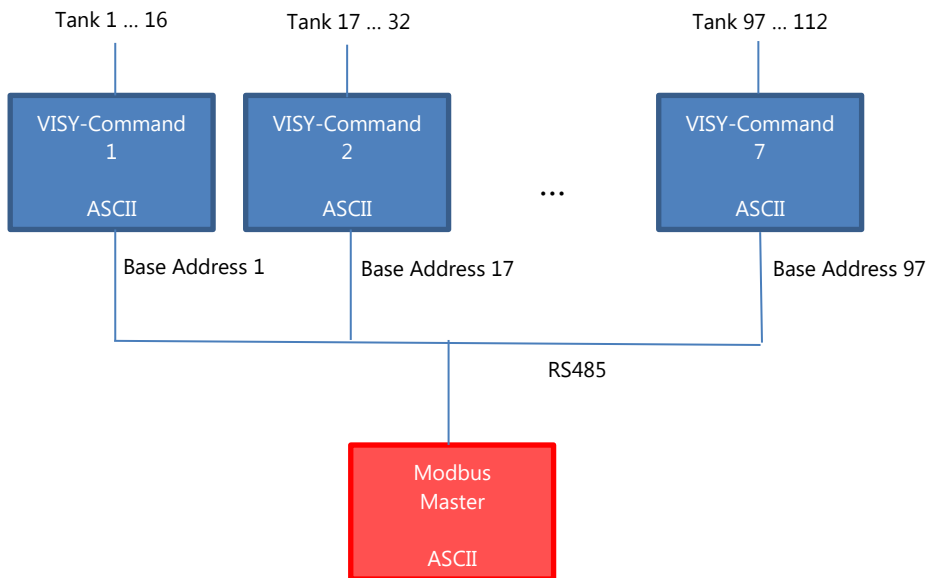 Tank 1 ... 16
Tank 17 ... 32
Tank 97 ... 112
VISY-Command
1
ASCII
VISY-Command
2
ASCII
...
VISY-Command
7
ASCII
Base Address 1
Base Address 17
Base Address 97
RS485
Modbus
Master
ASCII